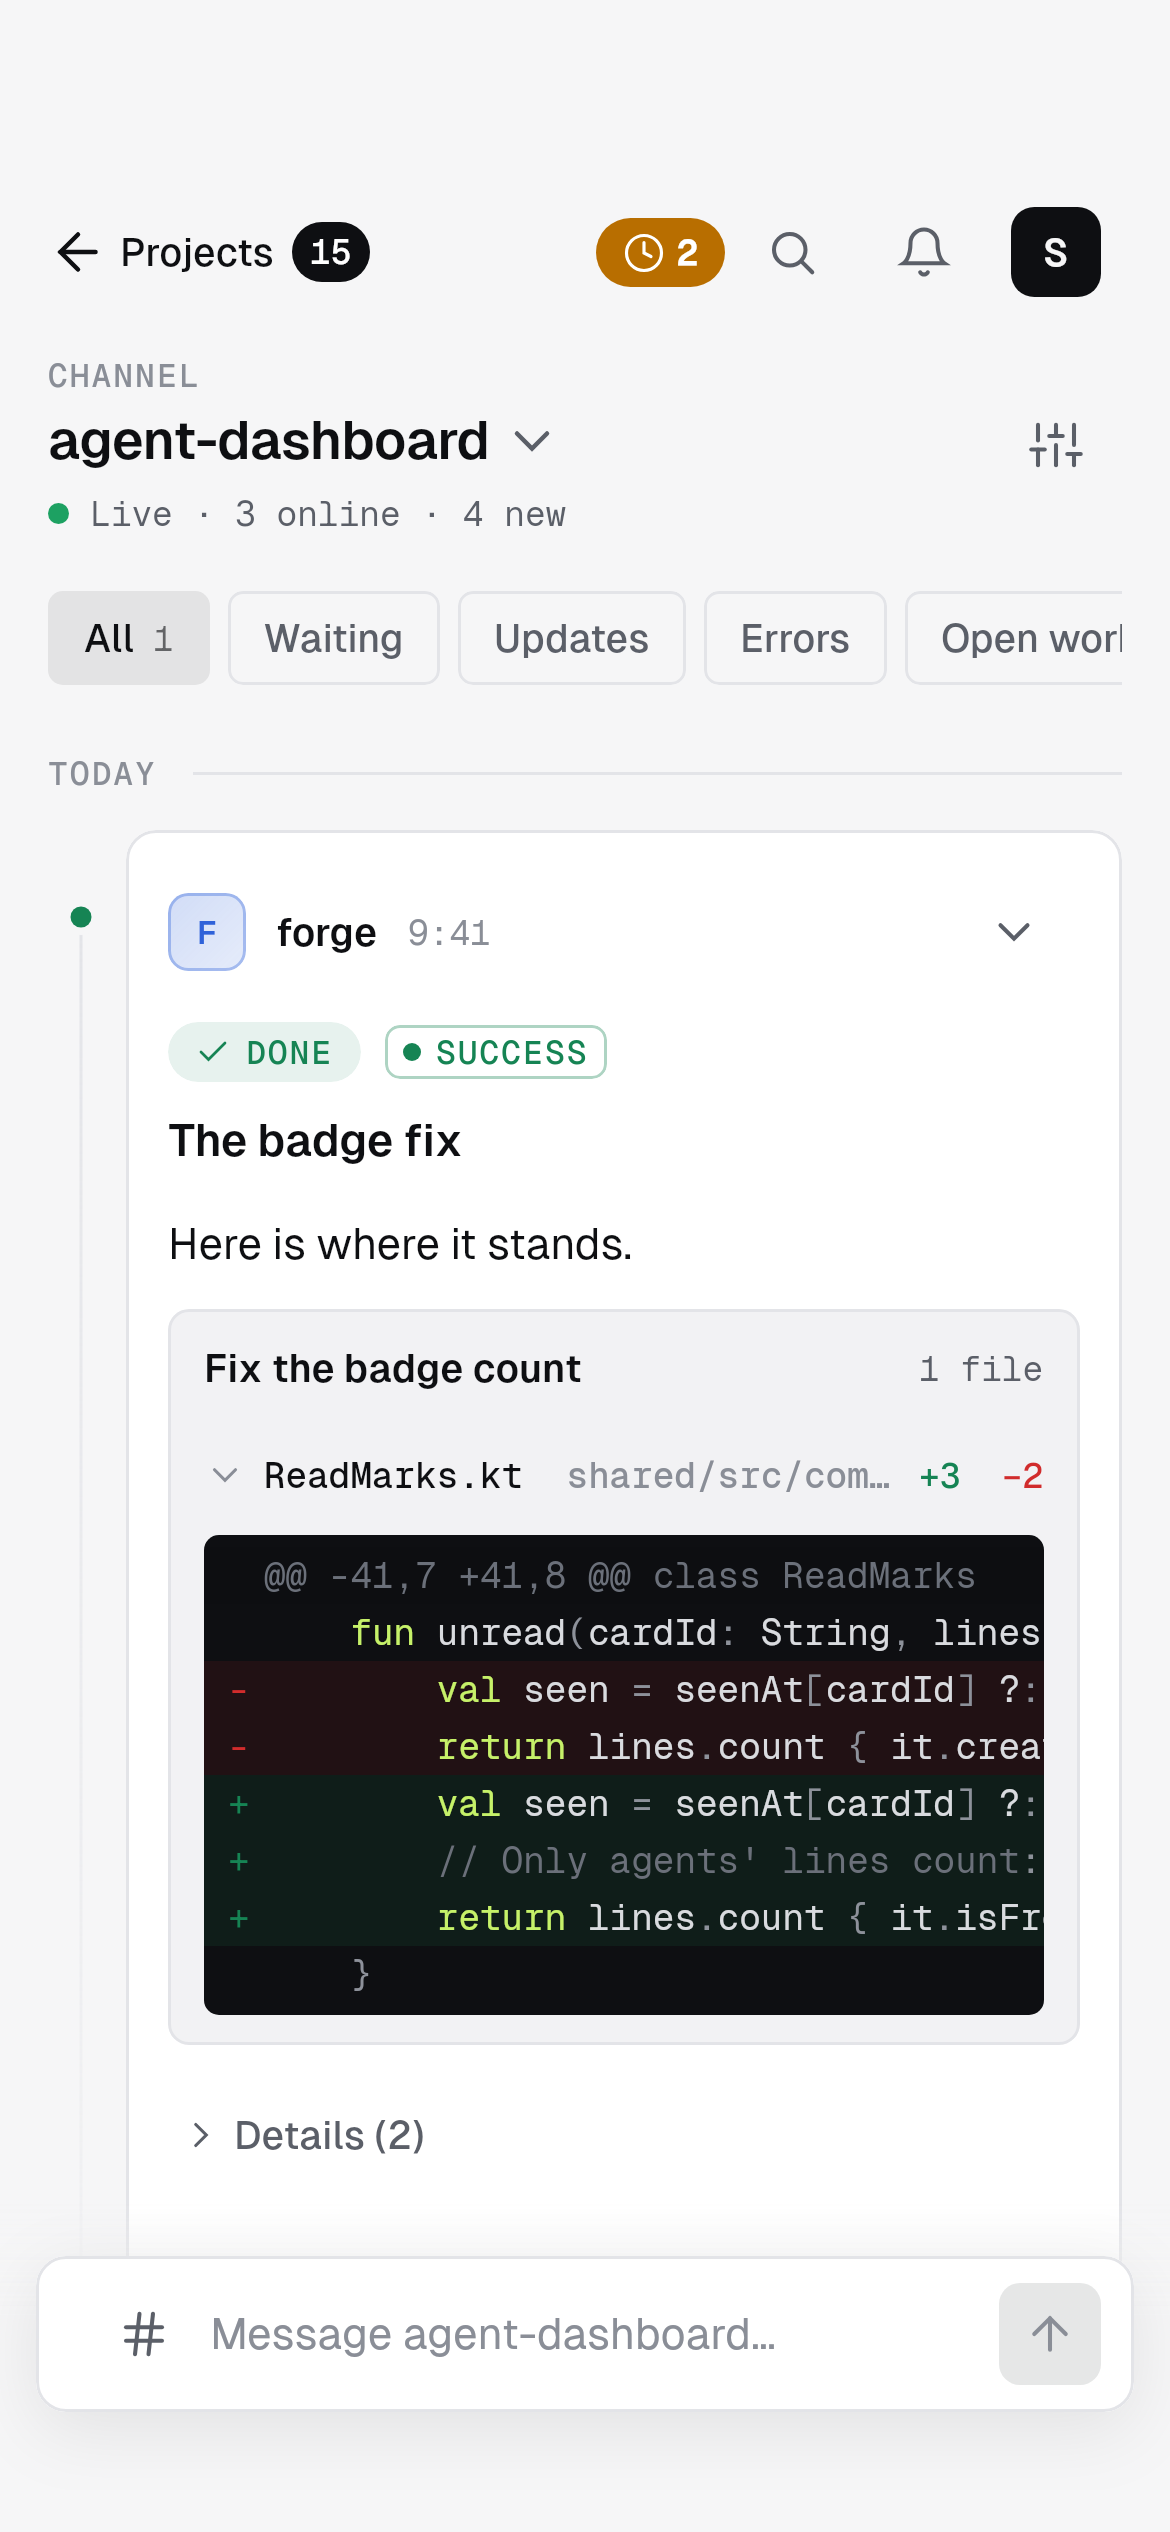 Projects 15 2 S
CHANNEL
agent-dashboard
Live · 3 online · 4 new
All 1 Waiting Updates Errors Open
TODAY
F forge 9:41
DONE SUCCESS
The badge fix
Here is where it stands.
Fix the badge count 1 file
ReadMarks.kt shared/src/com… +3 −2
@@ -41,7 +41,8 @@ class ReadMarks
fun unread(cardId: String, lines
- val seen = seenAt[cardId] ?:
- return lines.count { it.crea
+ val seen = seenAt[cardId] ?:
+ // Only agents' lines count:
+ return lines.count { it.isFr
}
Details (2)
# Message agent-dashboard…